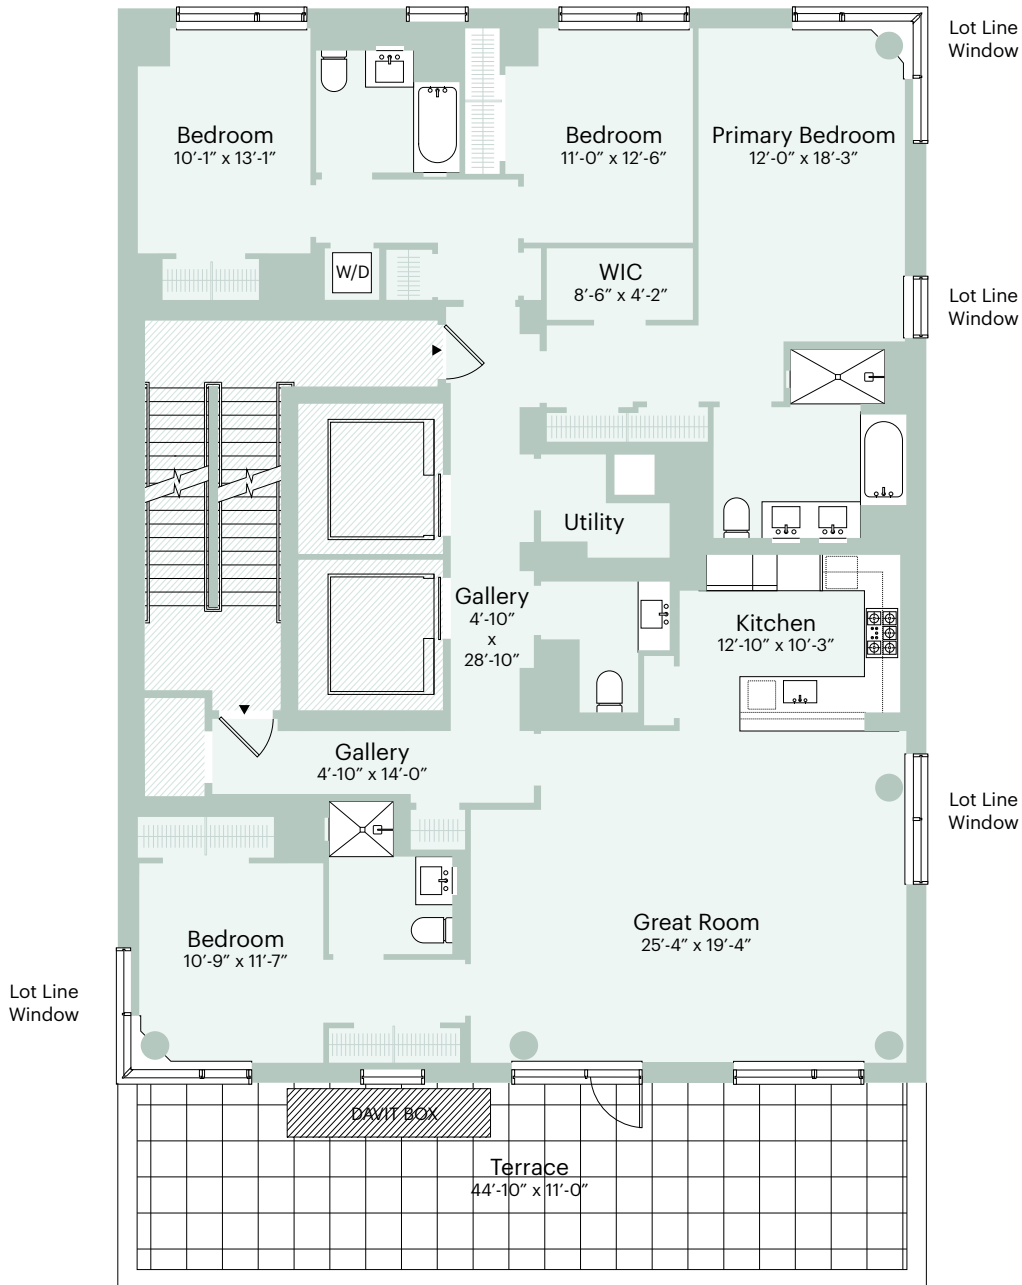 Lot Line
Window
Bedroom
10′-1″ x 13′-1″
Bedroom
11′-0″ x 12′-6″
Primary Bedroom
12′-0″ x 18′-3″
W/D
WIC
8′-6″ x 4′-2″
Lot Line
Window
Utility
Gallery
4′-10″
x
28′-10″
Kitchen
12′-10″ x 10′-3″
Gallery
4′-10″ x 14′-0″
Lot Line
Window
Great Room
25′-4″ x 19′-4″
Bedroom
10′-9″ x 11′-7″
Lot Line
Window
DAVIT BOX
Terrace
44′-10″ x 11′-0″